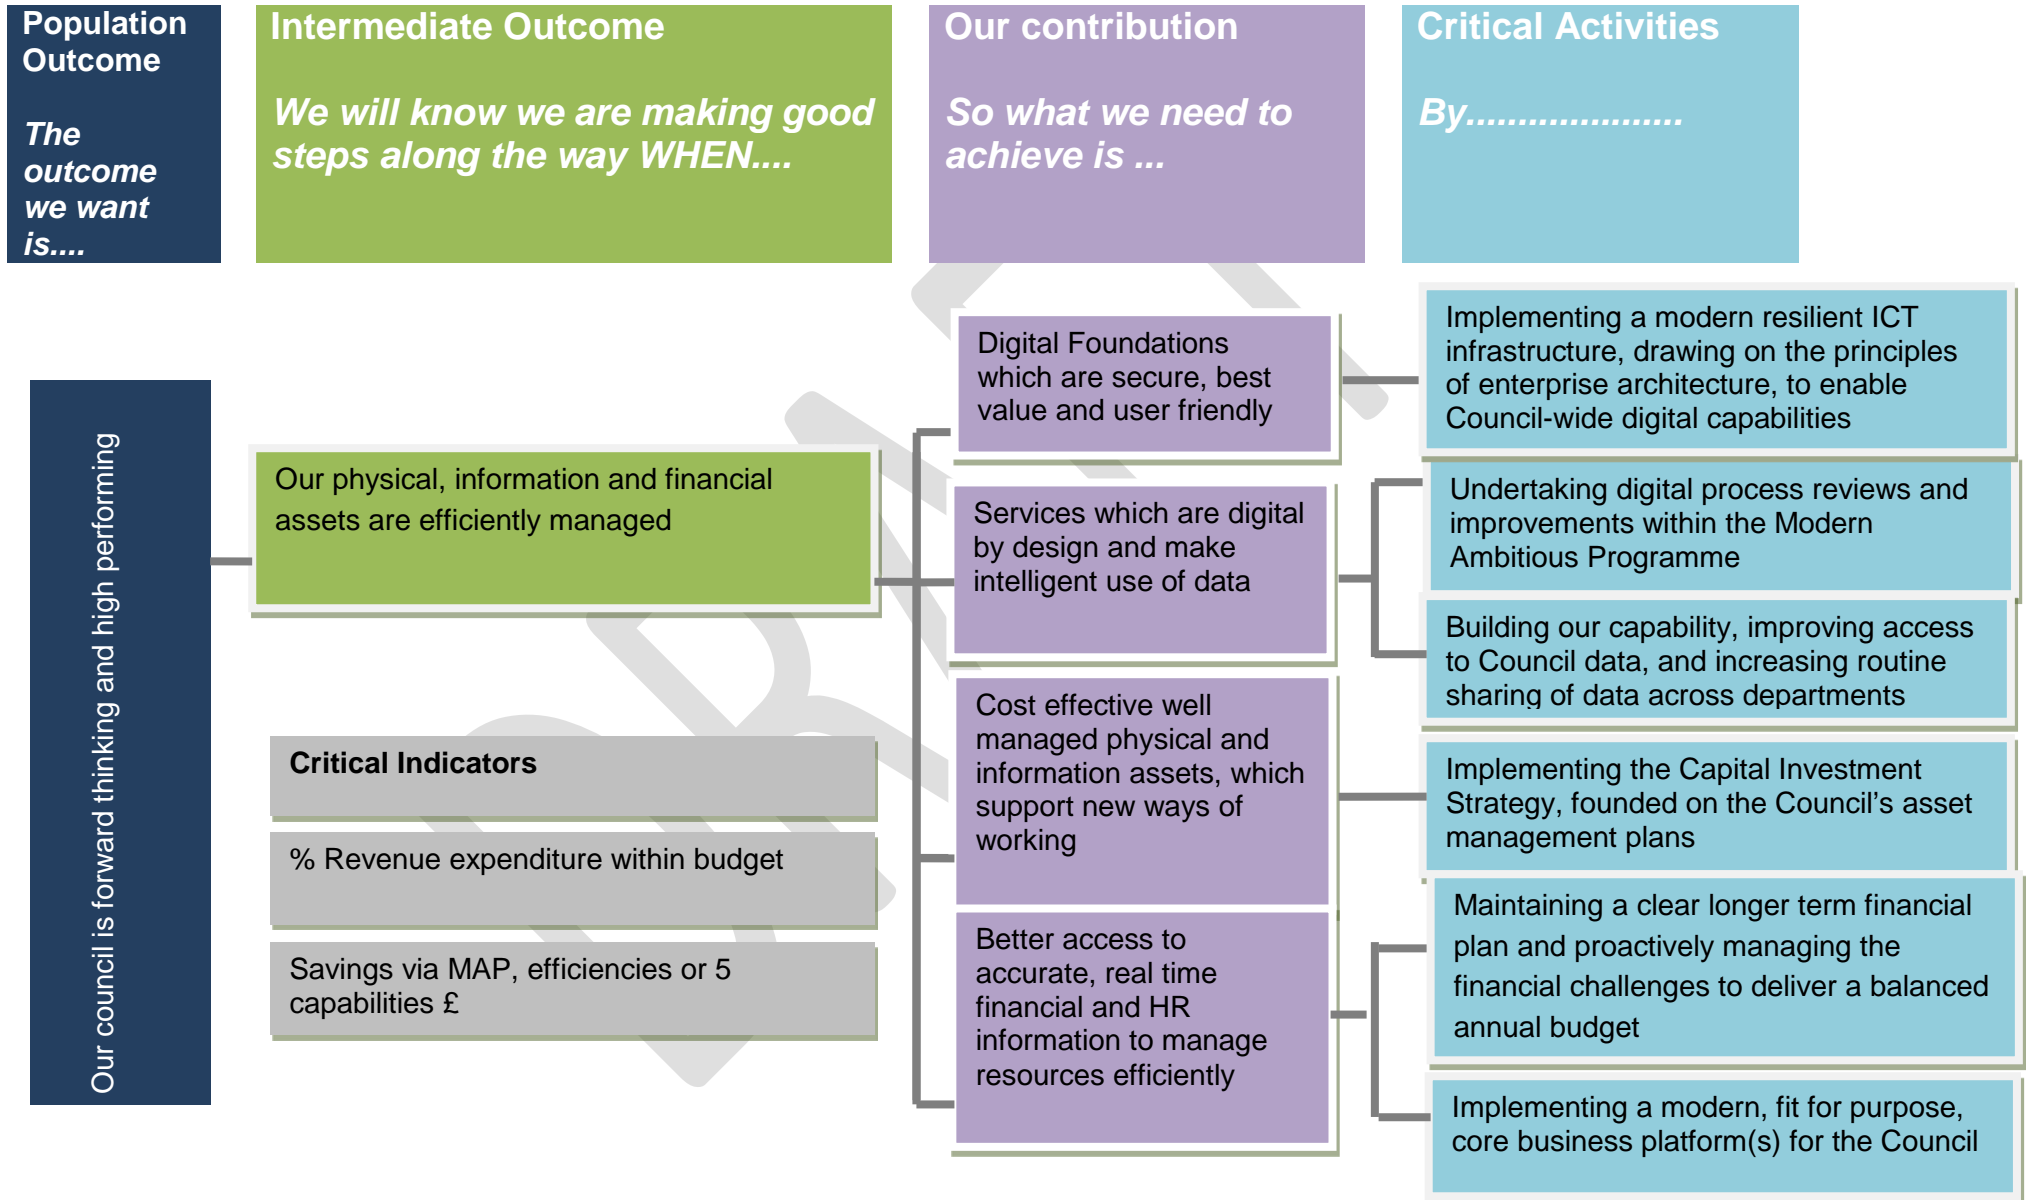 Population
Outcome
The
outcome
we want
is....
Intermediate Outcome
We will know we are making good
steps along the way WHEN....
Our contribution
So what we need to
achieve is ...
Critical Activities
By.....................
Our council is forward thinking and high performing
Our physical, information and financial
assets are efficiently managed
Critical Indicators
% Revenue expenditure within budget
Savings via MAP, efficiencies or 5
capabilities £
Digital Foundations
which are secure, best
value and user friendly
Services which are digital
by design and make
intelligent use of data
Cost effective well
managed physical and
information assets, which
support new ways of
working
Better access to
accurate, real time
financial and HR
information to manage
resources efficiently
Implementing a modern resilient ICT
infrastructure, drawing on the principles
of enterprise architecture, to enable
Council-wide digital capabilities
Undertaking digital process reviews and
improvements within the Modern
Ambitious Programme
Building our capability, improving access
to Council data, and increasing routine
sharing of data across departments
Implementing the Capital Investment
Strategy, founded on the Council’s asset
management plans
Maintaining a clear longer term financial
plan and proactively managing the
financial challenges to deliver a balanced
annual budget
Implementing a modern, fit for purpose,
core business platform(s) for the Council
DRAFT